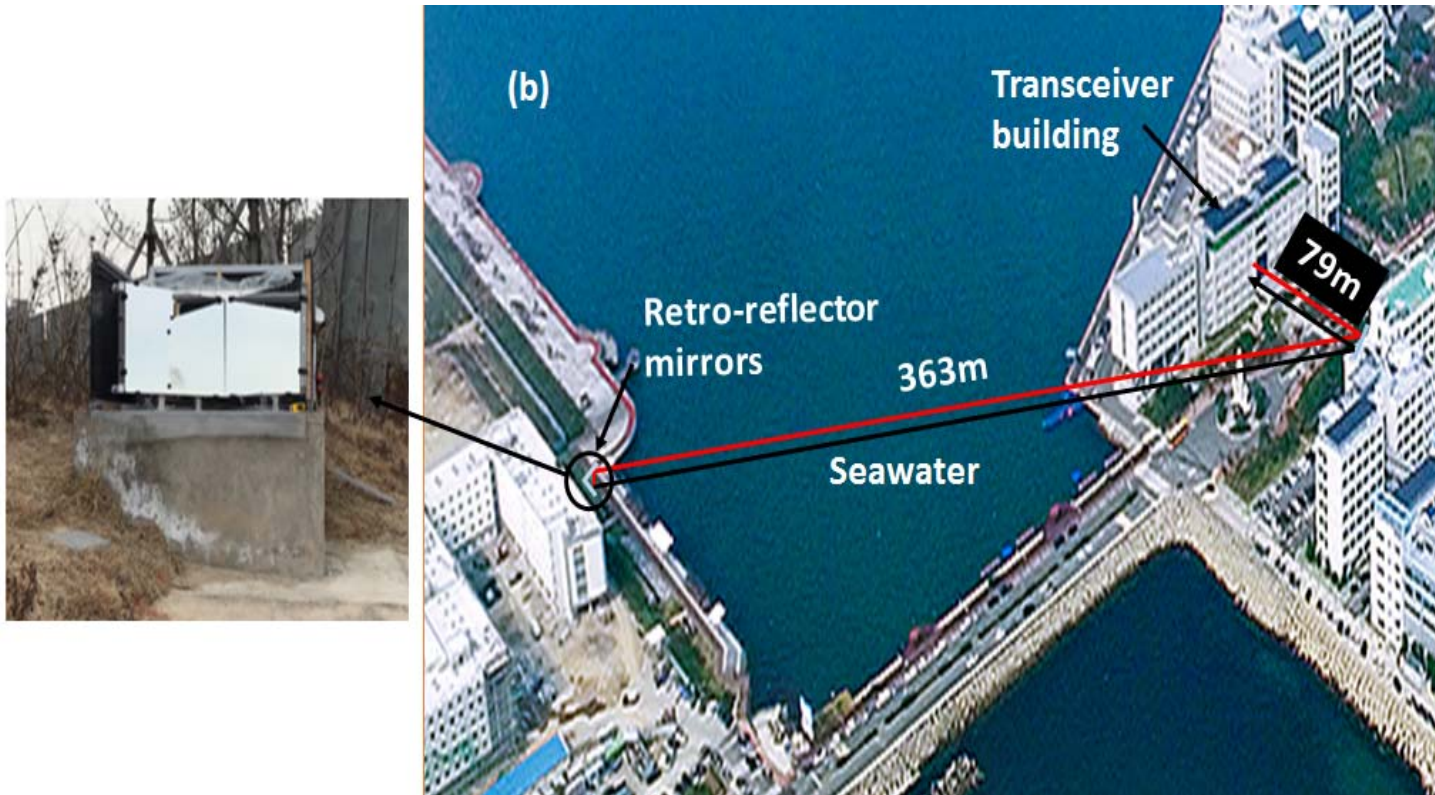 (b)
Transceiver
building
79m
Retro-reflector
mirrors
363m
Seawater